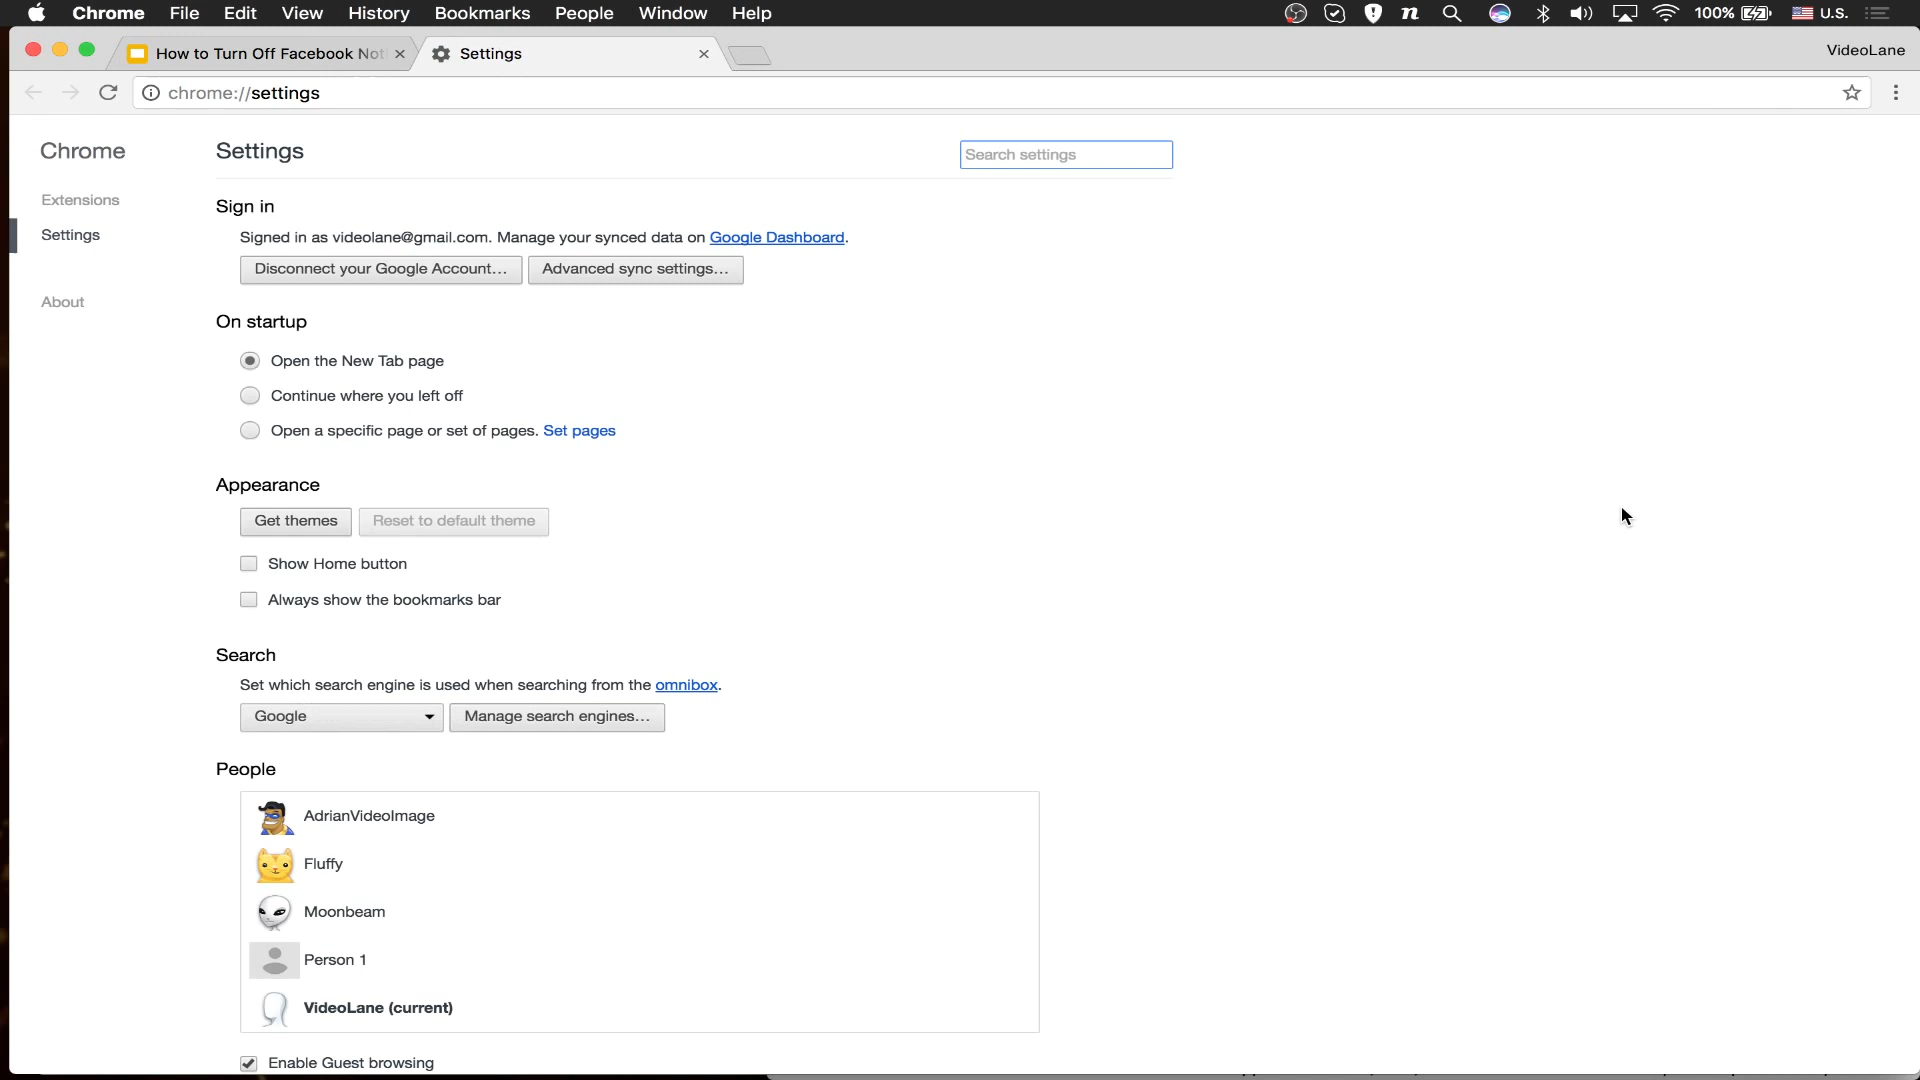 Chrome File Edit View History Bookmarks People Window Help 100% U.S.
How to Turn Off Facebook Not Settings VideoLane
chrome://settings
Chrome Settings Search settings
Extensions
Settings
About
Sign in
Signed in as videolane@gmail.com. Manage your synced data on Google Dashboard.
Disconnect your Google Account... Advanced sync settings...
On startup
Open the New Tab page
Continue where you left off
Open a specific page or set of pages. Set pages
Appearance
Get themes Reset to default theme
Show Home button
Always show the bookmarks bar
Search
Set which search engine is used when searching from the omnibox.
Google Manage search engines...
People
AdrianVideoImage
Fluffy
Moonbeam
Person 1
VideoLane (current)
Enable Guest browsing